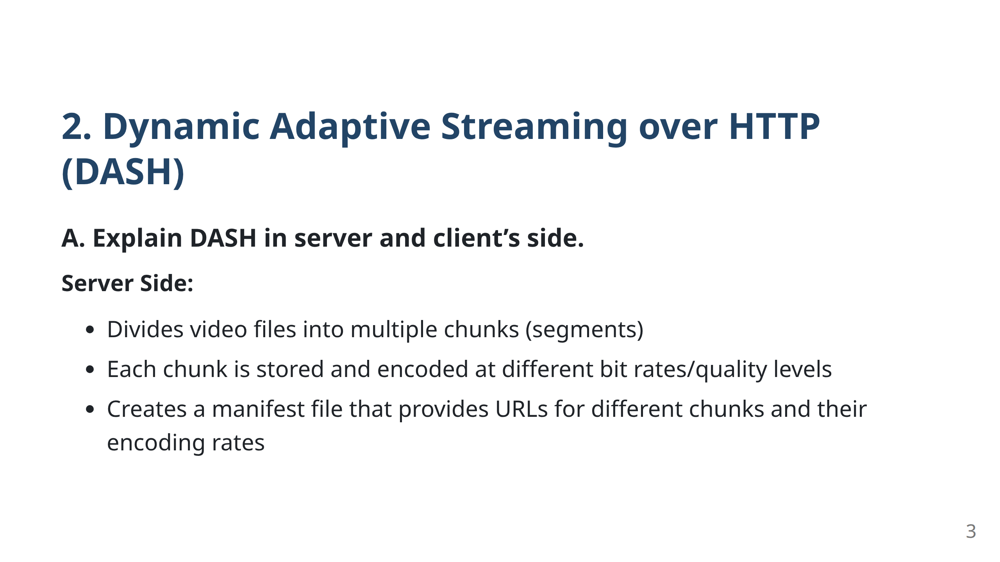 2. Dynamic Adaptive Streaming over HTTP
(DASH)
A. Explain DASH in server and client’s side.
Server Side:
• Divides video files into multiple chunks (segments)
• Each chunk is stored and encoded at different bit rates/quality levels
• Creates a manifest file that provides URLs for different chunks and their
encoding rates
3